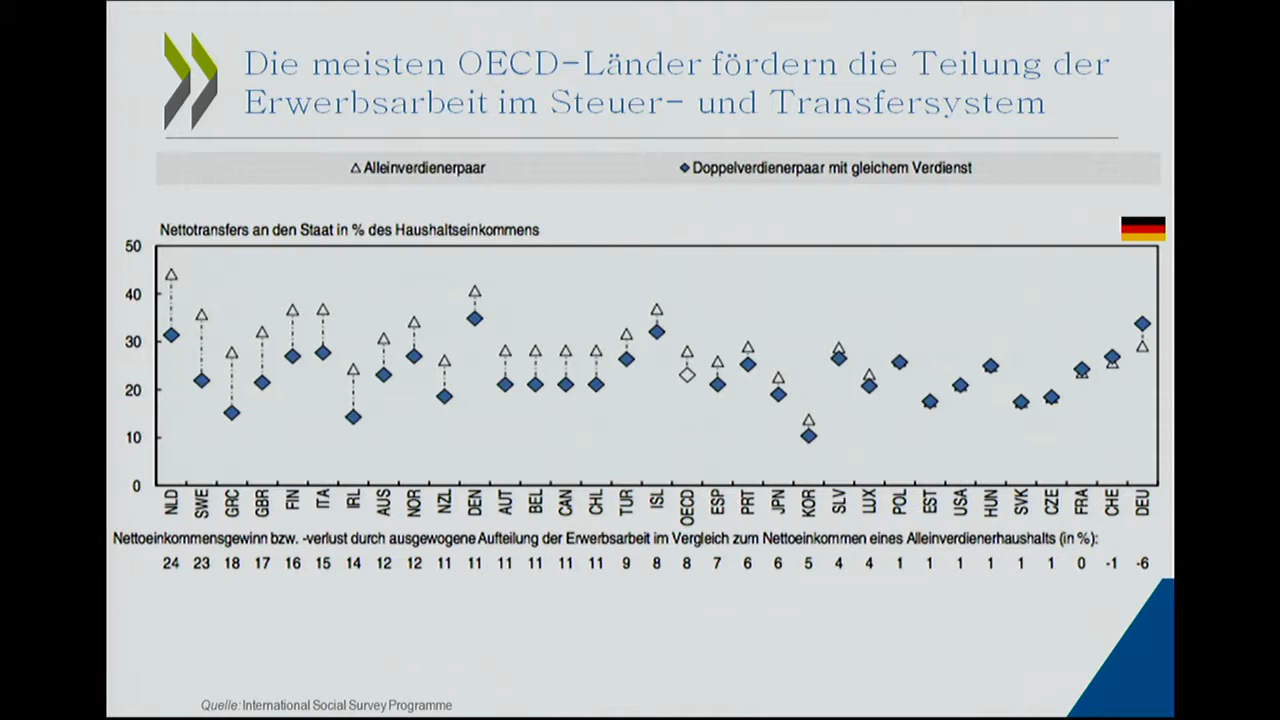 Die meisten OECD-Länder fördern die Teilung der
Erwerbsarbeit im Steuer- und Transfersystem
Alleinverdienerpaar Doppelverdienerpaar mit gleichem Verdienst
Nettotransfers an den Staat in % des Haushaltseinkommens
50
40
30
20
10
0
NLD SWE GRC GBR FIN ITA IRL AUS NOR NZL DEN AUT BEL CAN CHL TUR ISL OECD ESP PRT JPN KOR SLV LUX POL EST USA HUN SVK CZE FRA CHE DEU
Nettoeinkommensgewinn bzw. -verlust durch ausgewogene Aufteilung der Erwerbsarbeit im Vergleich zum Nettoeinkommen eines Alleinverdienerhaushalts (in %):
24 23 18 17 16 15 14 12 12 11 11 11 11 11 11 9 8 8 7 6 6 5 4 4 1 1 1 1 1 1 0 -1 -6
Quelle: International Social Survey Programme